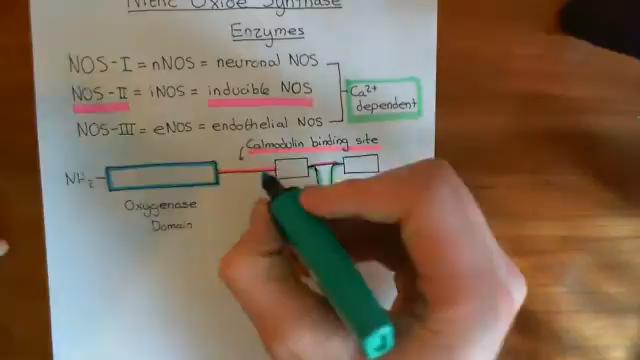 Nitric Oxide Synthase
Enzymes
NOS-I = nNOS = neuronal NOS
NOS-II = iNOS = inducible NOS
Ca2+
dependent
NOS-III = eNOS = endothelial NOS
Calmodulin binding site
NH2
Oxygenase
Domain